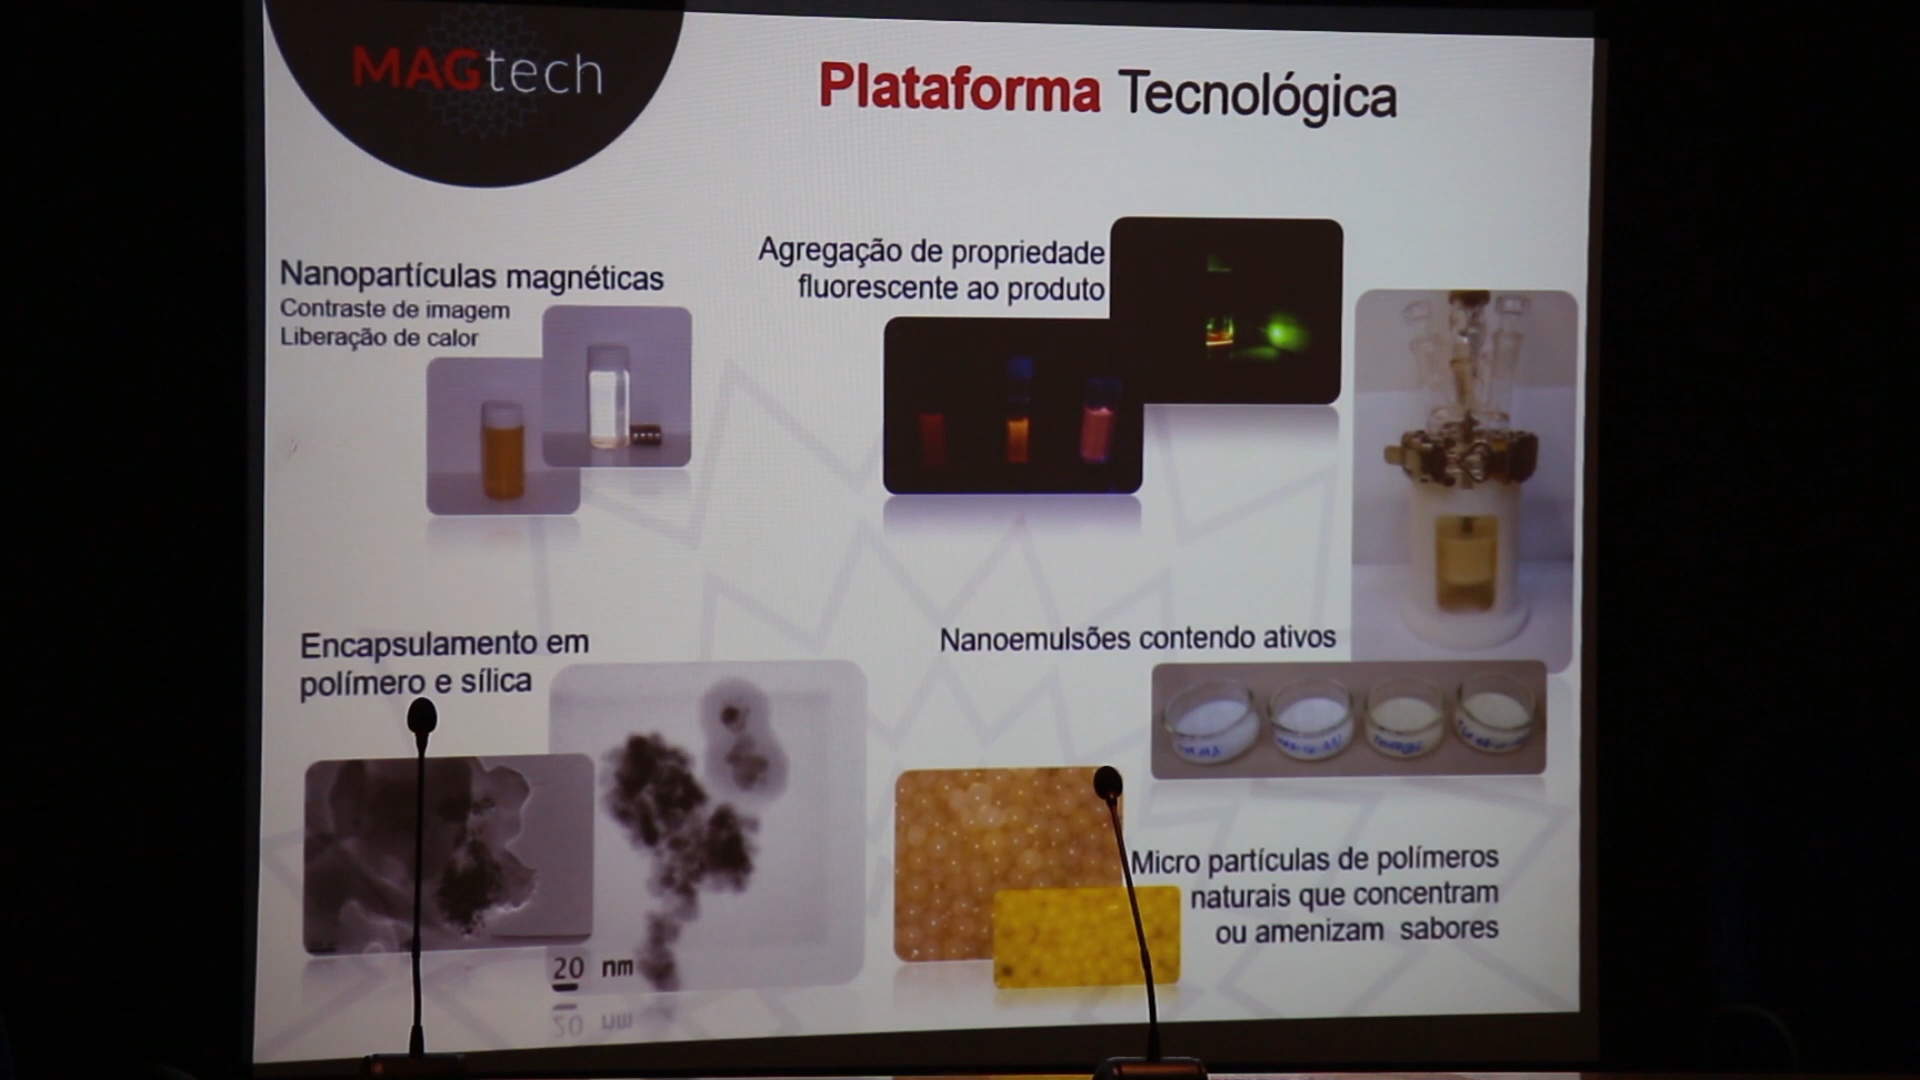 MAGtech
Plataforma Tecnológica
Nanopartículas magnéticas
Contraste de imagem
Liberação de calor
Agregação de propriedade
fluorescente ao produto
Encapsulamento em
polímero e sílica
20 nm
Nanoemulsões contendo ativos
Micro partículas de polímeros
naturais que concentram
ou amenizam sabores